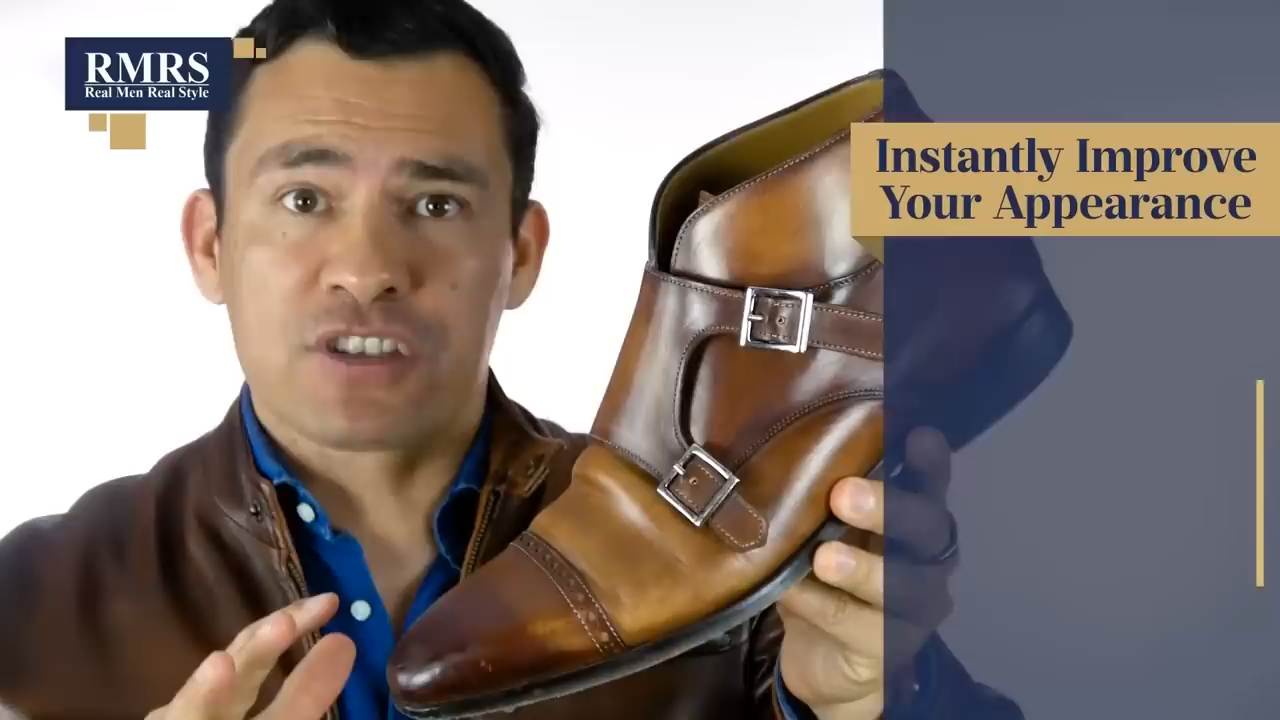 RMRS
Real Men Real Style
Instantly Improve
Your Appearance